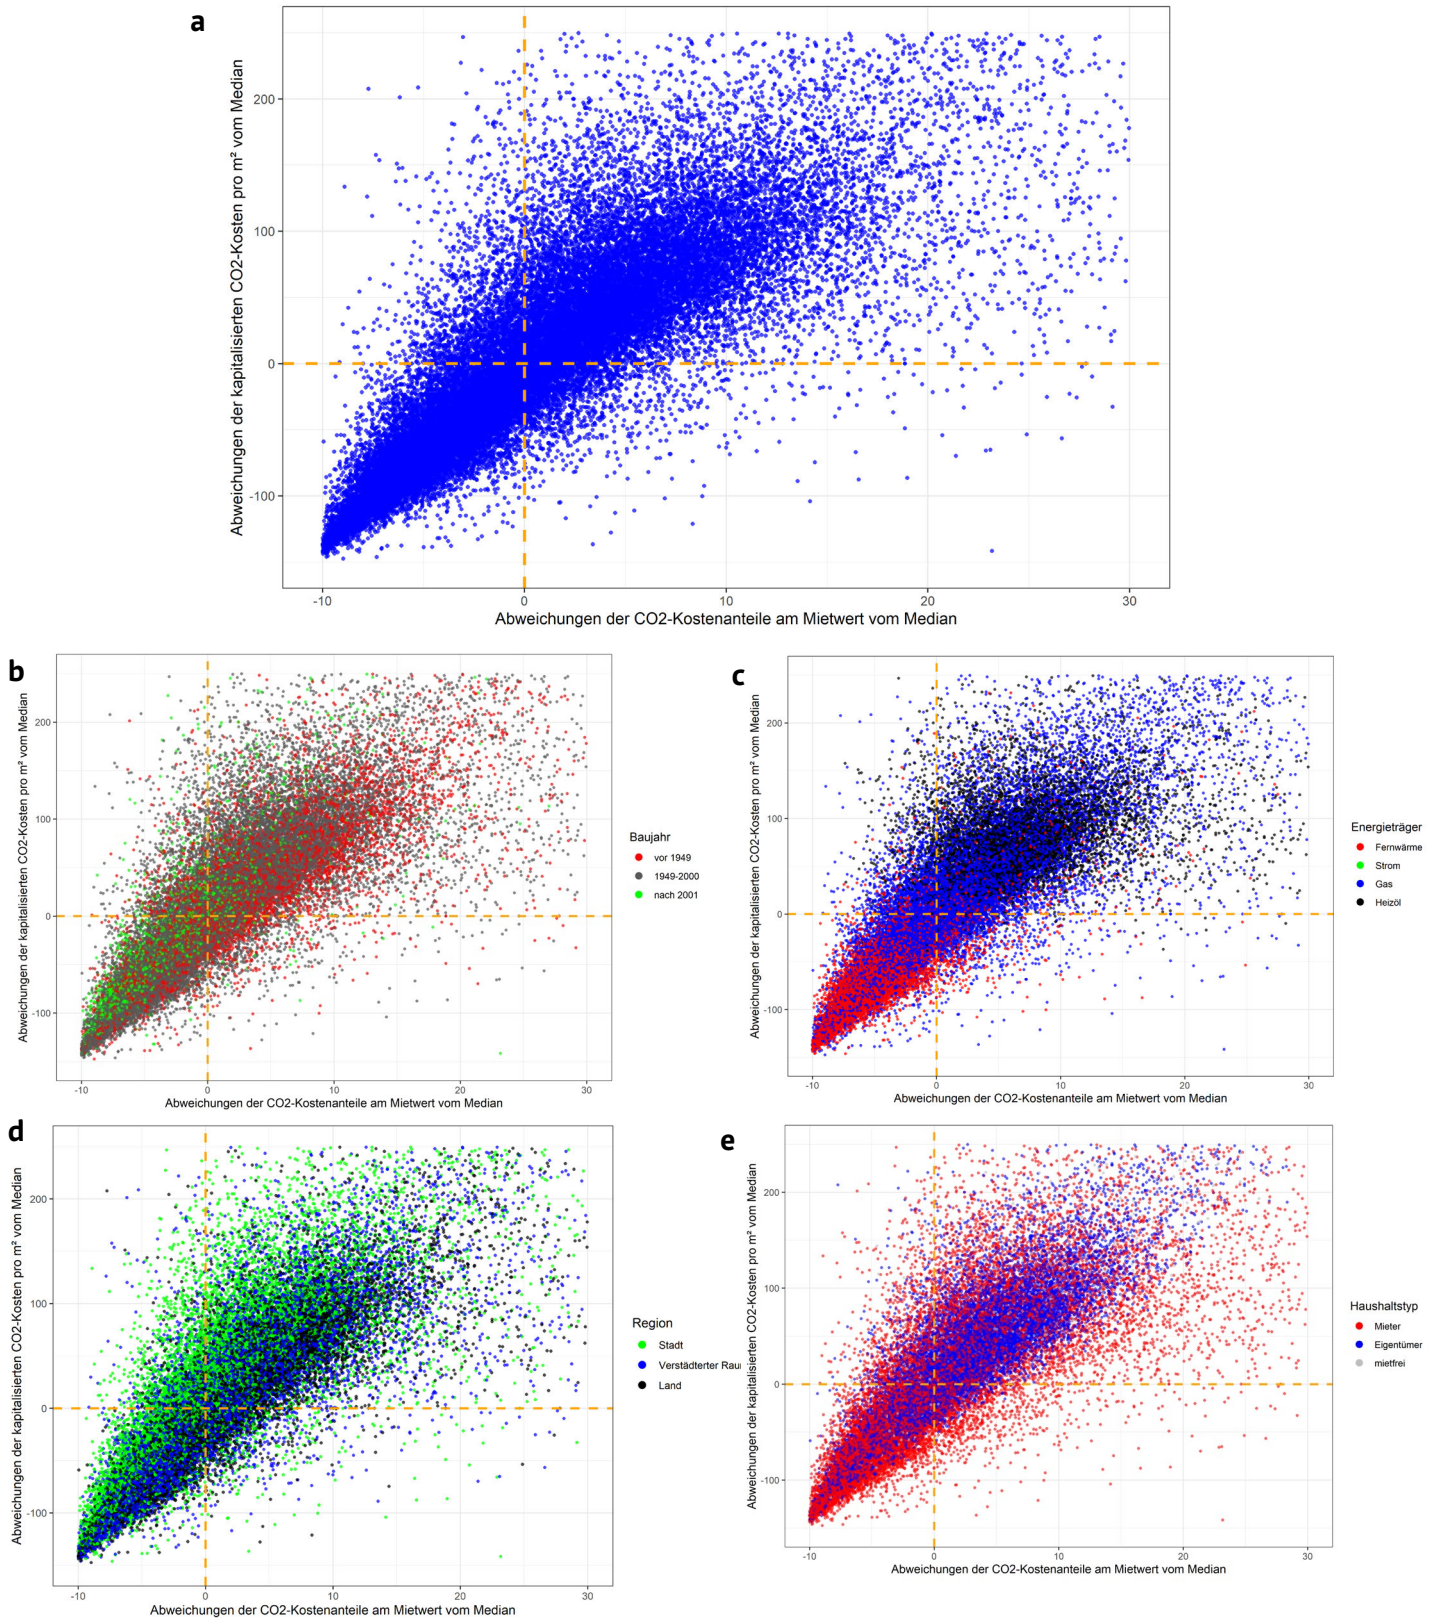 a
Abweichungen der kapitalisierten CO2-Kosten pro m² vom Median
200
100
0
-100
-10 0 10 20 30
Abweichungen der CO2-Kostenanteile am Mietwert vom Median
b
Abweichungen der kapitalisierten CO2-Kosten pro m² vom Median
200
100
0
-100
-10 0 10 20 30
Abweichungen der CO2-Kostenanteile am Mietwert vom Median
Baujahr
vor 1949
1949-2000
nach 2001
c
Abweichungen der kapitalisierten CO2-Kosten pro m² vom Median
200
100
0
-100
-10 0 10 20 30
Abweichungen der CO2-Kostenanteile am Mietwert vom Median
Energieträger
Fernwärme
Strom
Gas
Heizöl
d
Abweichungen der kapitalisierten CO2-Kosten pro m² vom Median
200
100
0
-100
-10 0 10 20 30
Abweichungen der CO2-Kostenanteile am Mietwert vom Median
Region
Stadt
Verstädterter Rau
Land
e
Abweichungen der kapitalisierten CO2-Kosten pro m² vom Median
200
100
0
-100
-10 0 10 20 30
Abweichungen der CO2-Kostenanteile am Mietwert vom Median
Haushaltstyp
Mieter
Eigentümer
mietfrei